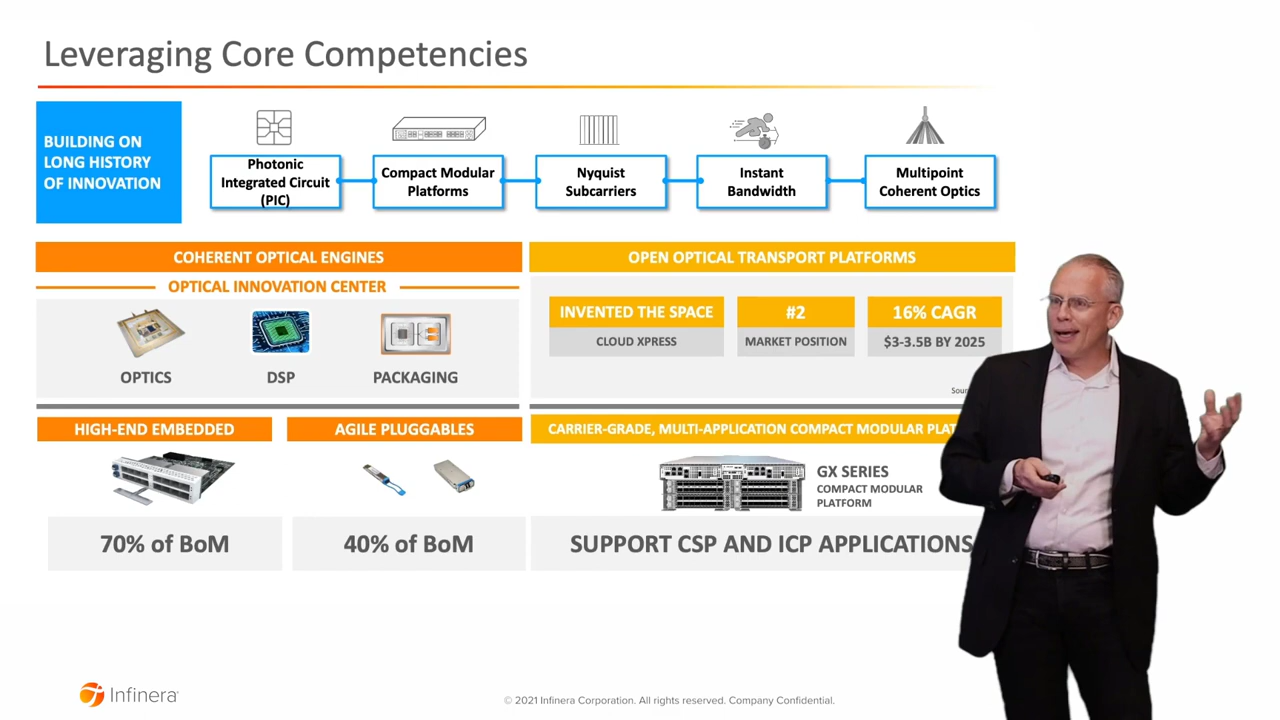 Leveraging Core Competencies
BUILDING ON
LONG HISTORY
OF INNOVATION
Photonic
Integrated Circuit
(PIC)
Compact Modular
Platforms
Nyquist
Subcarriers
Instant
Bandwidth
Multipoint
Coherent Optics
COHERENT OPTICAL ENGINES
OPTICAL INNOVATION CENTER
OPTICS
DSP
PACKAGING
OPEN OPTICAL TRANSPORT PLATFORMS
INVENTED THE SPACE
CLOUD XPRESS
#2
MARKET POSITION
16% CAGR
$3-3.5B BY 2025
HIGH-END EMBEDDED
70% of BoM
AGILE PLUGGABLES
40% of BoM
CARRIER-GRADE, MULTI-APPLICATION COMPACT MODULAR
GX SERIES
COMPACT MODULAR
PLATFORM
SUPPORT CSP AND ICP APPLICATIONS
Infinera
© 2021 Infinera Corporation. All rights reserved. Company Confidential.